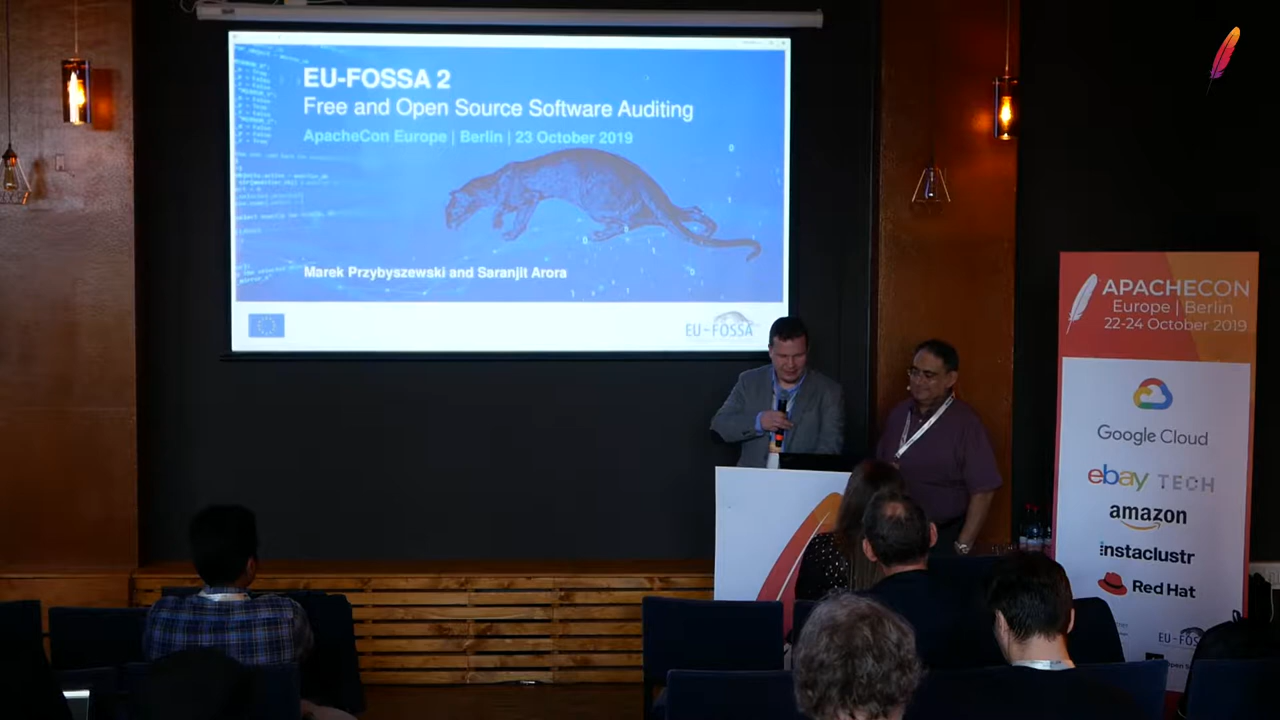 EU-FOSSA 2
Free and Open Source Software Auditing
ApacheCon Europe | Berlin | 23 October 2019
Marek Przybyszewski and Saranjit Arora
EU-FOSSA
APACHECON
Europe | Berlin
22-24 October 2019
Google Cloud
ebay TECH
amazon
instaclustr
Red Hat